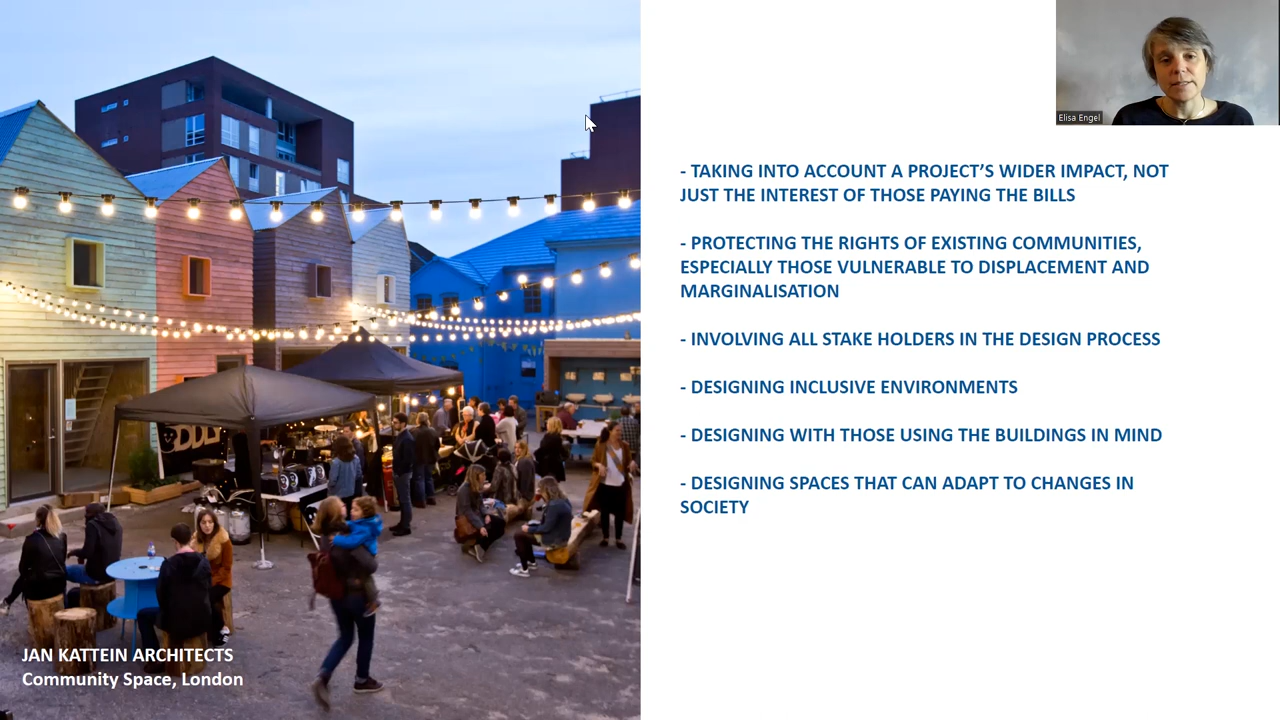 Elisa Engel
- TAKING INTO ACCOUNT A PROJECT'S WIDER IMPACT, NOT
JUST THE INTEREST OF THOSE PAYING THE BILLS
- PROTECTING THE RIGHTS OF EXISTING COMMUNITIES,
ESPECIALLY THOSE VULNERABLE TO DISPLACEMENT AND
MARGINALISATION
- INVOLVING ALL STAKE HOLDERS IN THE DESIGN PROCESS
- DESIGNING INCLUSIVE ENVIRONMENTS
- DESIGNING WITH THOSE USING THE BUILDINGS IN MIND
- DESIGNING SPACES THAT CAN ADAPT TO CHANGES IN
SOCIETY
JAN KATTEIN ARCHITECTS
Community Space, London